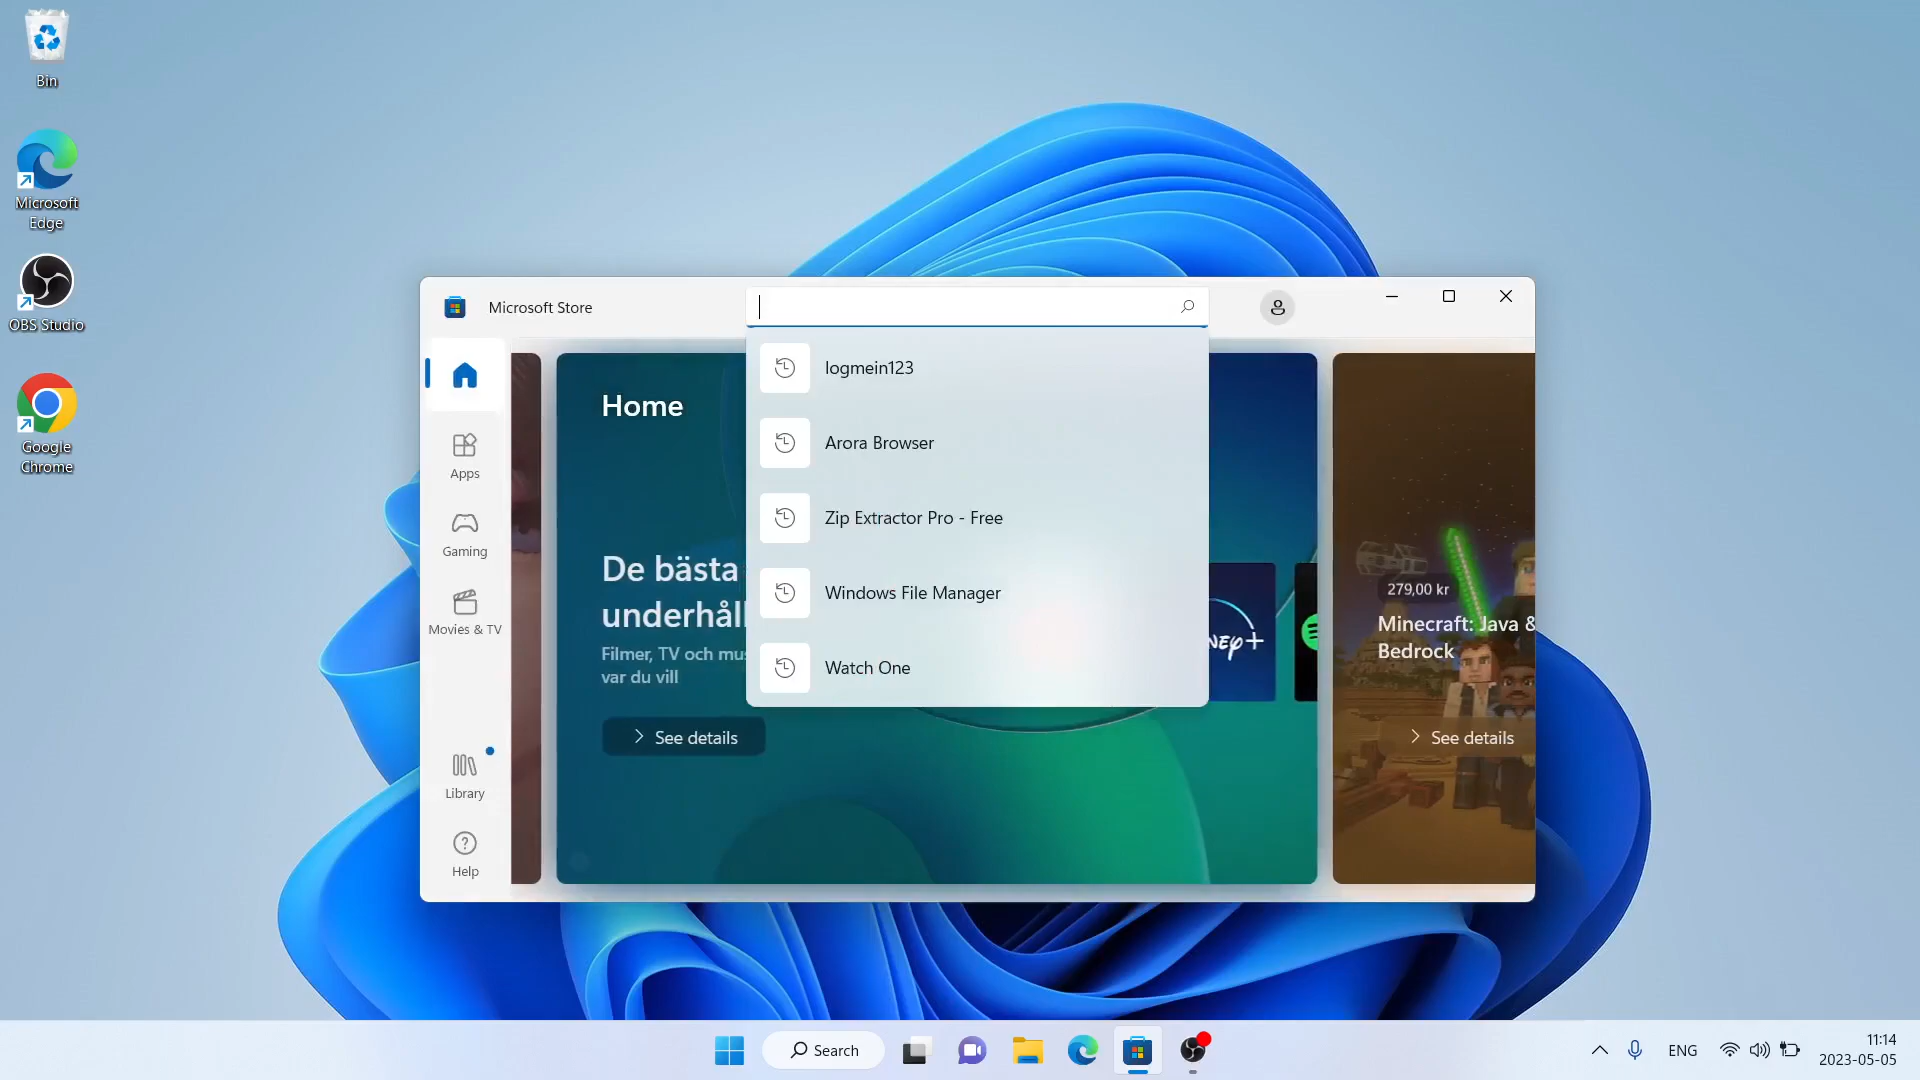 Bin
Microsoft
Edge
OBS Studio
Google
Chrome
Microsoft Store
logmein123
Arora Browser
Zip Extractor Pro - Free
Windows File Manager
Watch One
Apps
Gaming
Movies & TV
Library
Help
Home
De bästa
underhåll
Filmer, TV och mus
var du vill
See details
NEP+
279,00 kr
Minecraft: Java &
Bedrock
See details
Search
ENG
11:14
2023-05-05